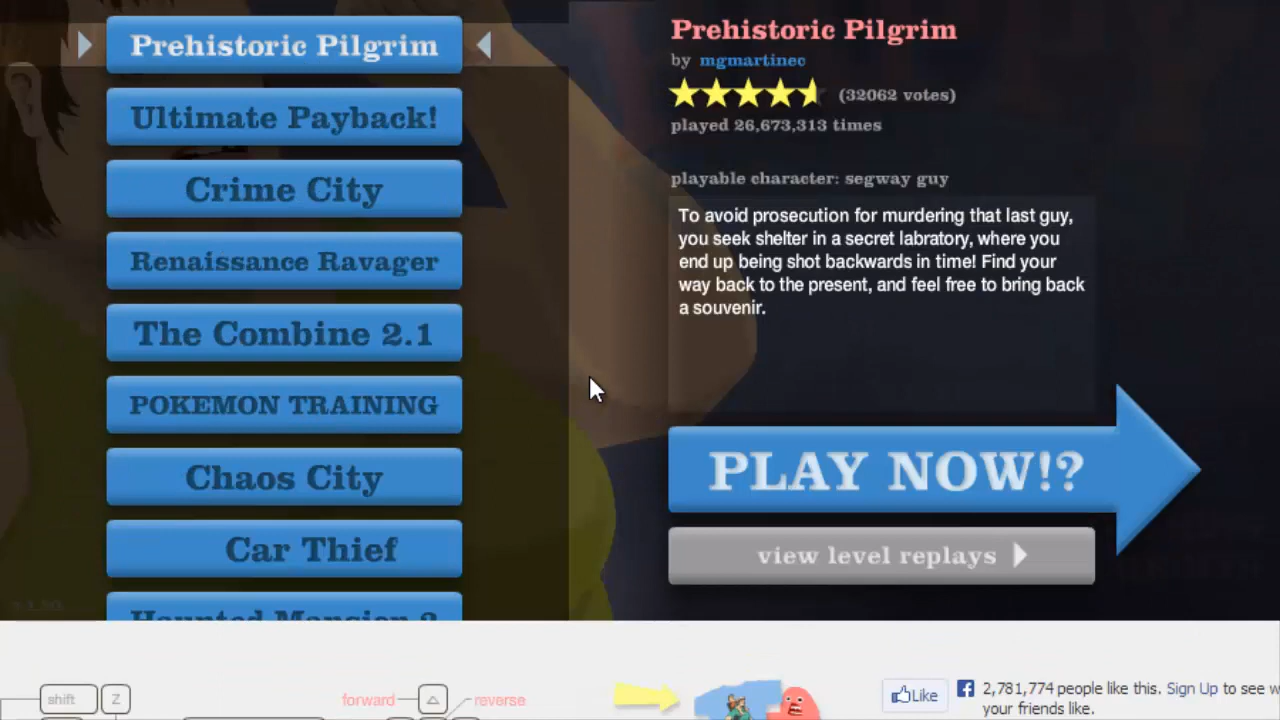 Prehistoric Pilgrim
Ultimate Payback!
Crime City
Renaissance Ravager
The Combine 2.1
POKEMON TRAINING
Chaos City
Car Thief
Haunted Mansion 2
Prehistoric Pilgrim
by mgmartinec
(32062 votes)
played 26,673,313 times
playable character: segway guy
To avoid prosecution for murdering that last guy,
you seek shelter in a secret labratory, where you
end up being shot backwards in time! Find your
way back to the present, and feel free to bring back
a souvenir.
PLAY NOW!?
view level replays
shift Z
forward
reverse
Like
2,781,774 people like this. Sign Up to see w
your friends like.